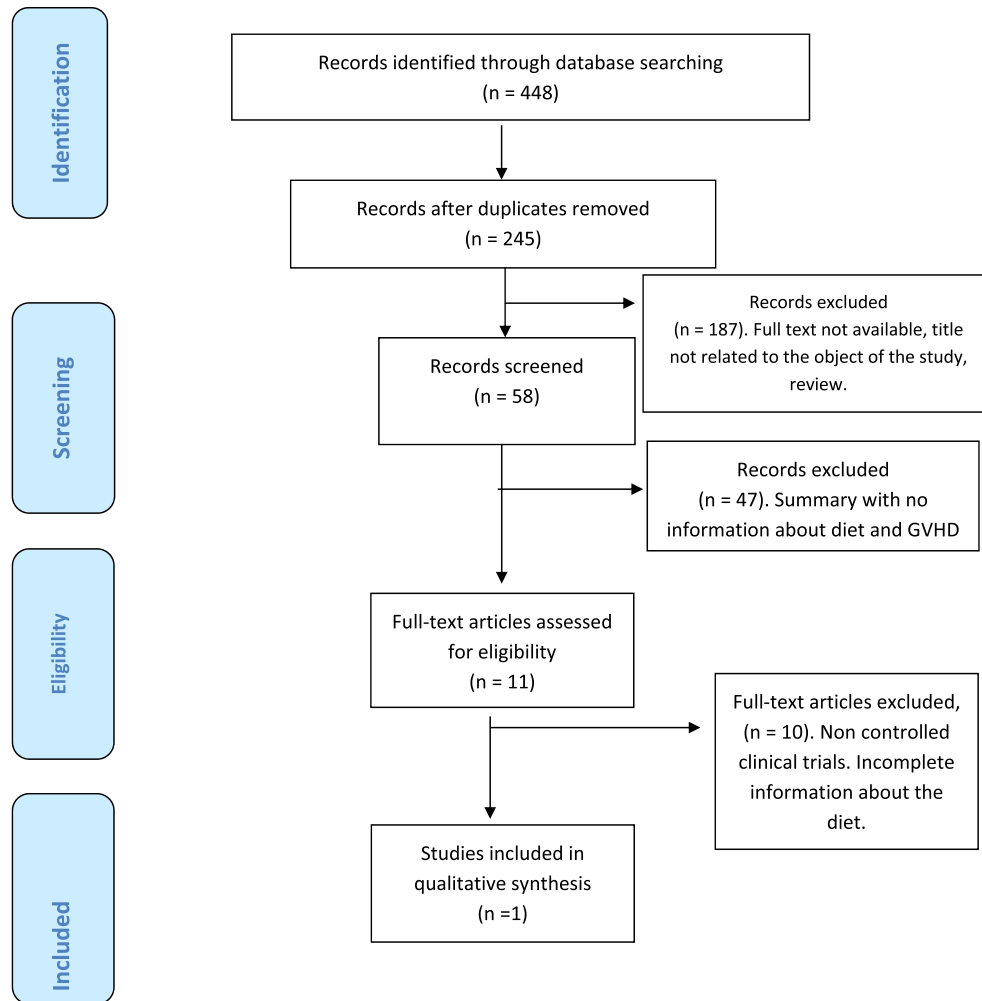 Identification
Records identified through database searching
(n = 448)
Records after duplicates removed
(n = 245)
Records excluded
(n = 187). Full text not available, title
not related to the object of the study,
review.
Screening
Records screened
(n = 58)
Records excluded
(n = 47). Summary with no
information about diet and GVHD
Eligibility
Full-text articles assessed
for eligibility
(n = 11)
Full-text articles excluded,
(n = 10). Non controlled
clinical trials. Incomplete
information about the
diet.
Included
Studies included in
qualitative synthesis
(n =1)